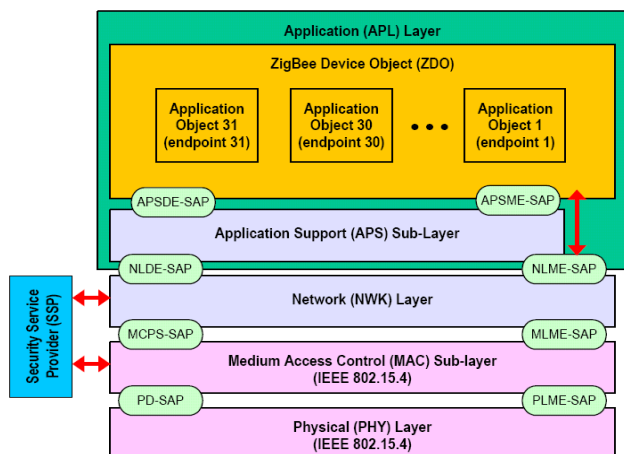 Application (APL) Layer
ZigBee Device Object (ZDO)
Application
Object 31
(endpoint 31)
Application
Object 30
(endpoint 30)
Application
Object 1
(endpoint 1)
APSDE-SAP
APSME-SAP
Application Support (APS) Sub-Layer
NLDE-SAP
NLME-SAP
Security Service
Provider (SSP)
Network (NWK) Layer
MCPS-SAP
MLME-SAP
Medium Access Control (MAC) Sub-layer
(IEEE 802.15.4)
PD-SAP
PLME-SAP
Physical (PHY) Layer
(IEEE 802.15.4)